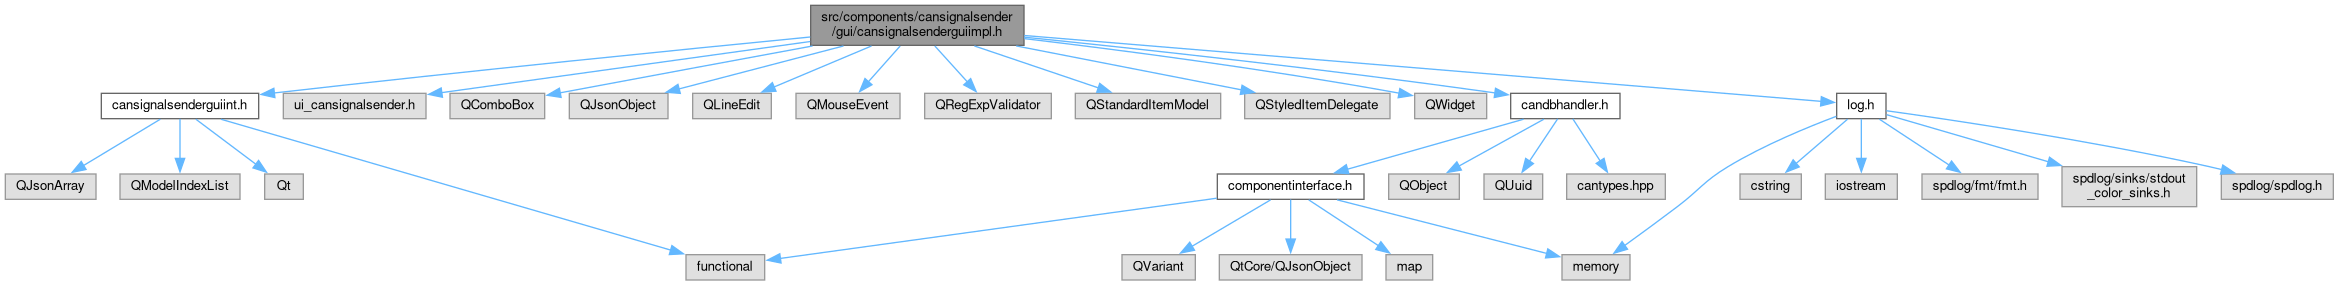 src/components/cansignalsender
/gui/cansignalsenderguiimpl.h
cansignalsenderguiint.h
ui_cansignalsender.h
QComboBox
QJsonObject
QLineEdit
QMouseEvent
QRegExpValidator
QStandardItemModel
QStyledItemDelegate
QWidget
candbhandler.h
log.h
QJsonArray
QModelIndexList
Qt
componentinterface.h
QObject
QUuid
cantypes.hpp
cstring
iostream
spdlog/fmt/fmt.h
spdlog/sinks/stdout
_color_sinks.h
spdlog/spdlog.h
functional
QVariant
QtCore/QJsonObject
map
memory